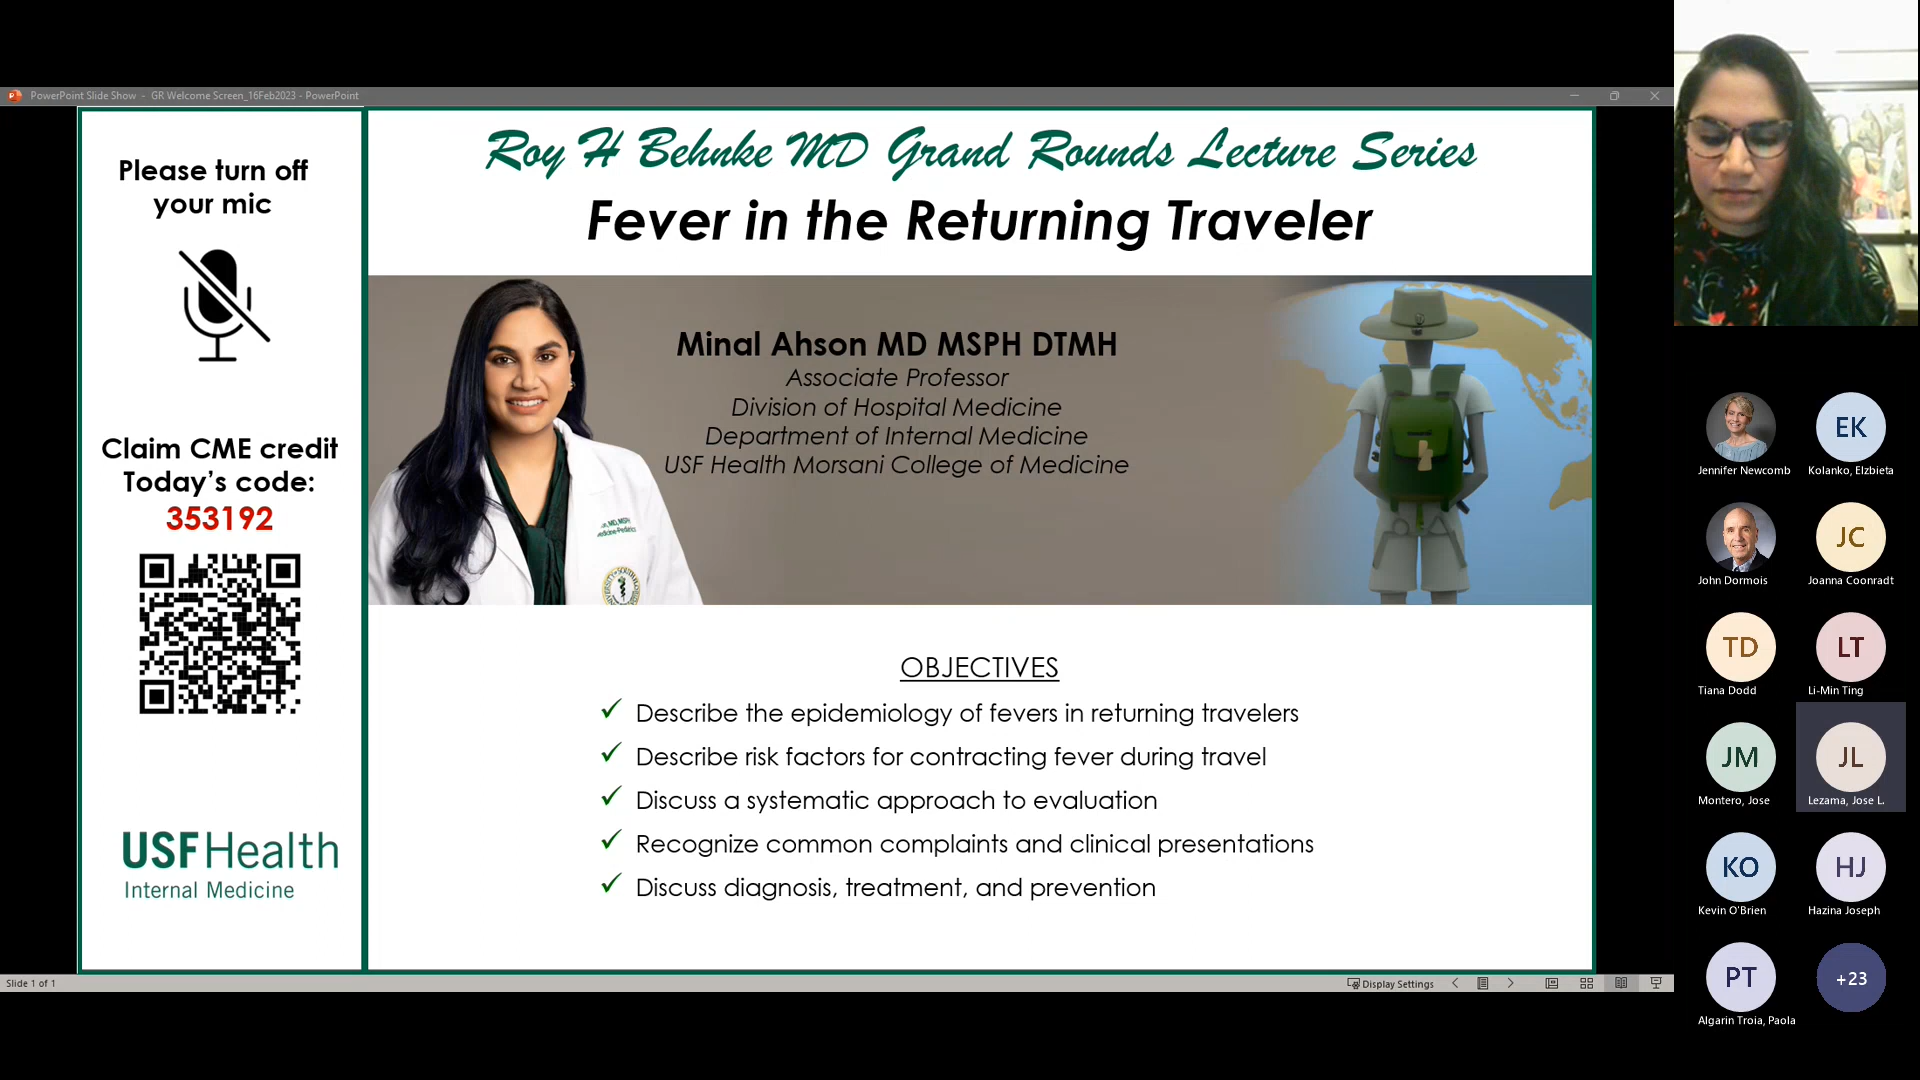 PowerPoint Slide Show - GR Welcome Screen_16Feb2023 - PowerPoint
Please turn off
your mic
Claim CME credit
Today's code:
353192
USF Health
Internal Medicine
Roy H Behnke MD Grand Rounds Lecture Series
Fever in the Returning Traveler
Minal Ahson MD MSPH DTMH
Associate Professor
Division of Hospital Medicine
Department of Internal Medicine
USF Health Morsani College of Medicine
OBJECTIVES
Describe the epidemiology of fevers in returning travelers
Describe risk factors for contracting fever during travel
Discuss a systematic approach to evaluation
Recognize common complaints and clinical presentations
Discuss diagnosis, treatment, and prevention
Slide 1 of 1
Display Settings
Jennifer Newcomb
EK
Kolanko, Elzbieta
John Dormois
JC
Joanna Coonradt
TD
Tiana Dodd
LT
Li-Min Ting
JM
Montero, Jose
JL
Lezama, Jose L.
KO
Kevin O'Brien
HJ
Hazina Joseph
PT
Algarin Troia, Paola
+23